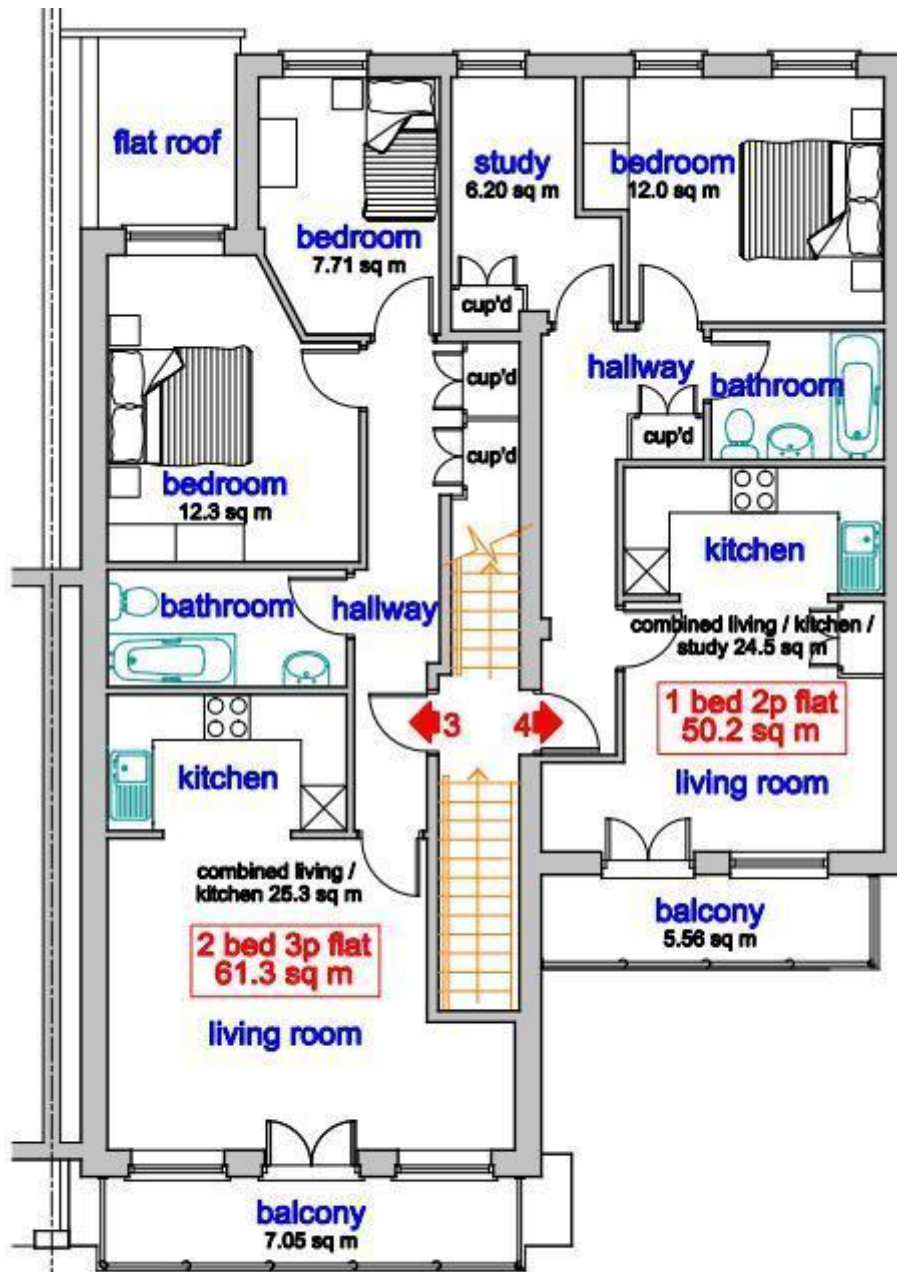 flat roof
study
6.20 sq m
bedroom
12.0 sq m
bedroom
7.71 sq m
cup'd
hallway
bathroom
cup'd
cup'd
cup'd
bedroom
12.3 sq m
kitchen
bathroom
hallway
combined living / kitchen /
study 24.5 sq m
1 bed 2p flat
50.2 sq m
3
4
kitchen
living room
combined living /
kitchen 25.3 sq m
balcony
5.56 sq m
2 bed 3p flat
61.3 sq m
living room
balcony
7.05 sq m